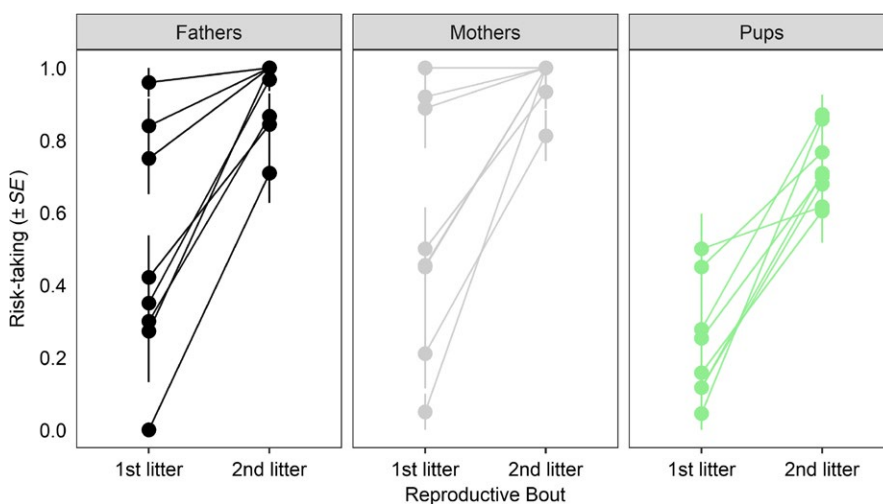 Fathers
Mothers
Pups
Risk-taking (± SE)
1.0
0.8
0.6
0.4
0.2
0.0
1st litter
2nd litter
1st litter
2nd litter
1st litter
2nd litter
Reproductive Bout